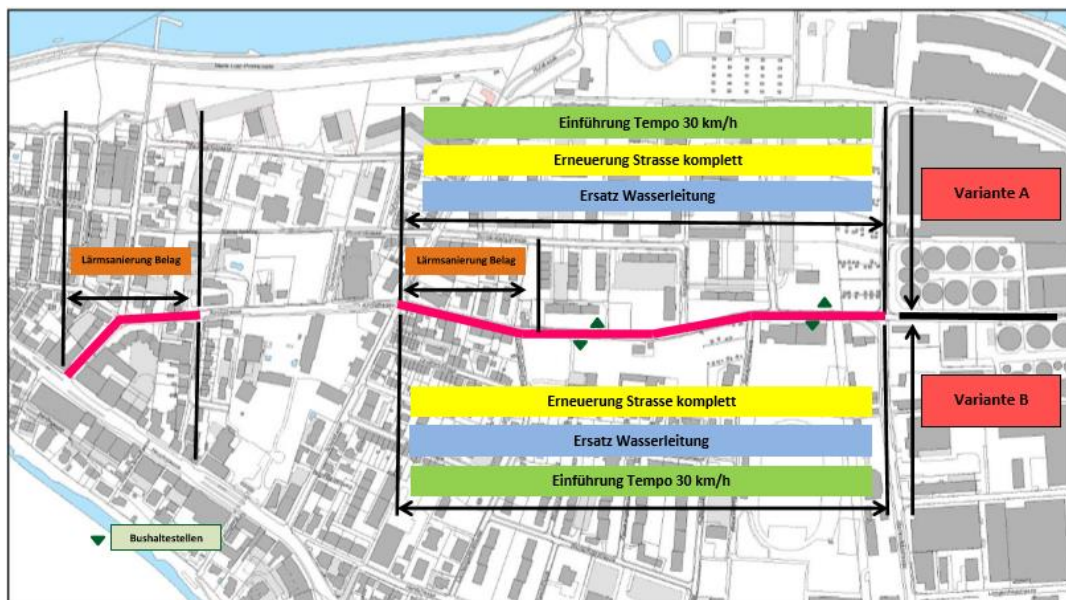 Einführung Tempo 30 km/h
Erneuerung Strasse komplett
Ersatz Wasserleitung
Variante A
Lärmsanierung Belag
Lärmsanierung Belag
Erneuerung Strasse komplett
Ersatz Wasserleitung
Einführung Tempo 30 km/h
Variante B
Bushaltestellen